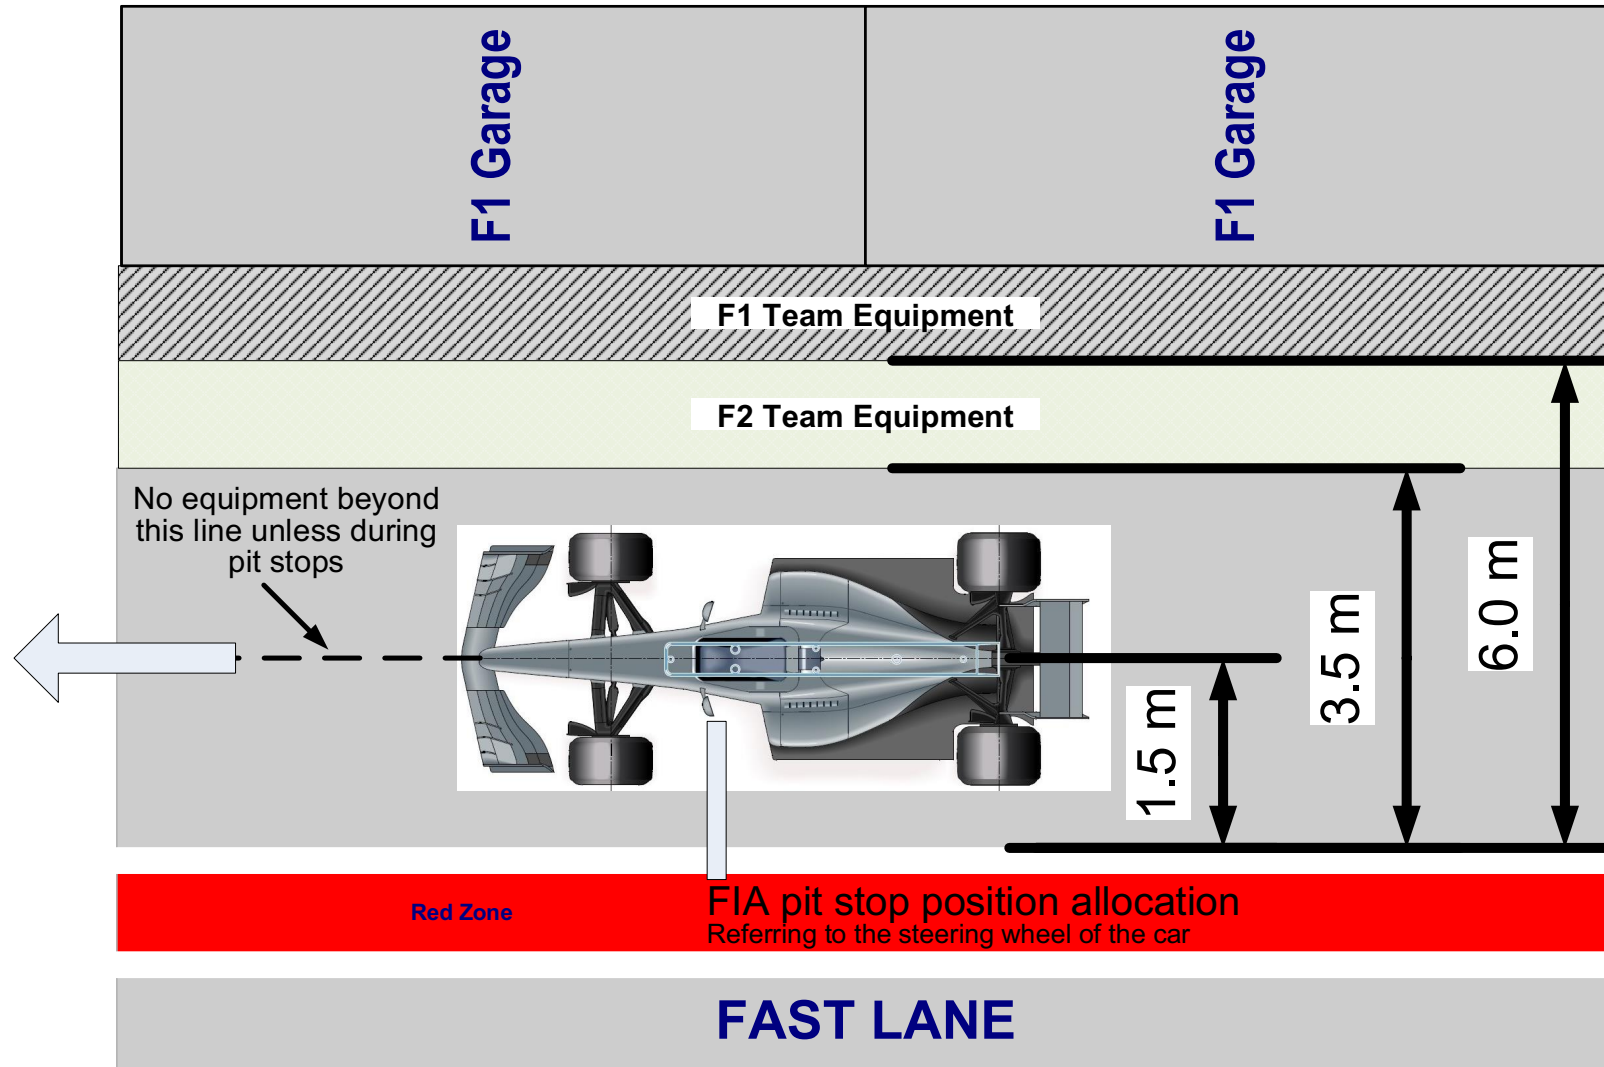 F1 Garage
F1 Garage
F1 Team Equipment
F2 Team Equipment
No equipment beyond
this line unless during
pit stops
1.5 m
3.5 m
6.0 m
Red Zone
FIA pit stop position allocation
Referring to the steering wheel of the car
FAST LANE